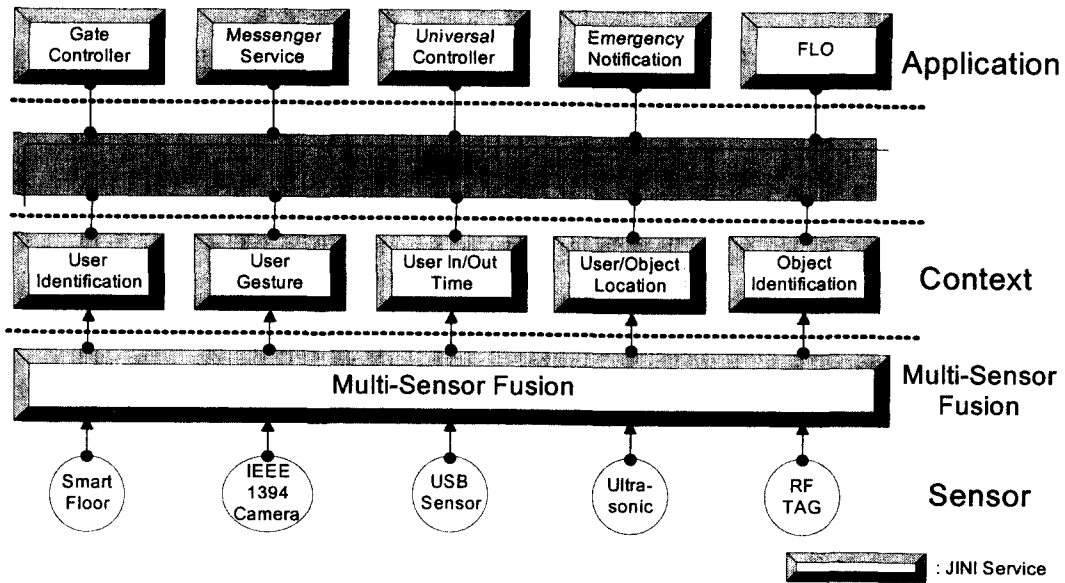 Gate
Controller
Messenger
Service
Universal
Controller
Emergency
Notification
FLO
Application
User
Identification
User
Gesture
User In/Out
Time
User/Object
Location
Object
Identification
Context
Multi-Sensor Fusion
Multi-Sensor
Fusion
Smart
Floor
IEEE
1394
Camera
USB
Sensor
Ultra-
sonic
RF
TAG
Sensor
: JINI Service